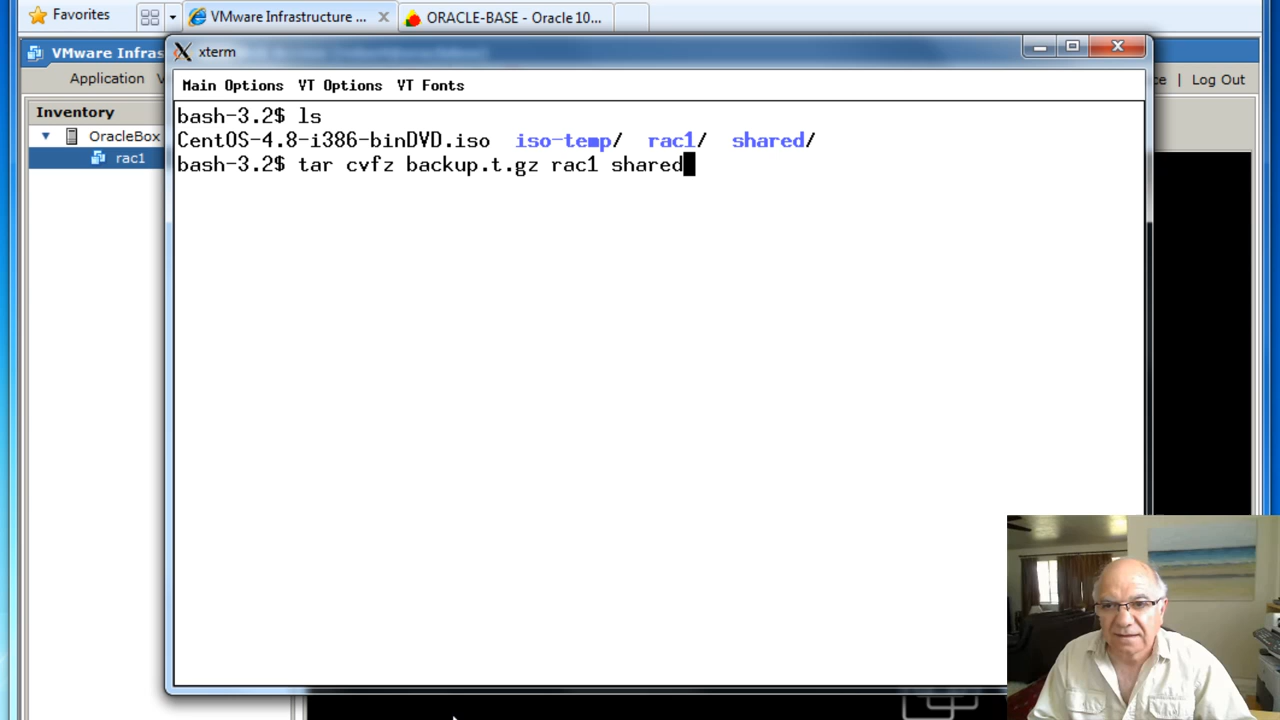 Favorites
VMware Infrastructure ...
ORACLE-BASE - Oracle 10...
VMware Infras
xterm
Application
Log Out
Main Options VT Options VT Fonts
Inventory
OracleBox
rac1
bash-3.2$ ls
CentOS-4.8-i386-binDVD.iso iso-temp/ rac1/ shared/
bash-3.2$ tar cvfz backup.t.gz rac1 shared